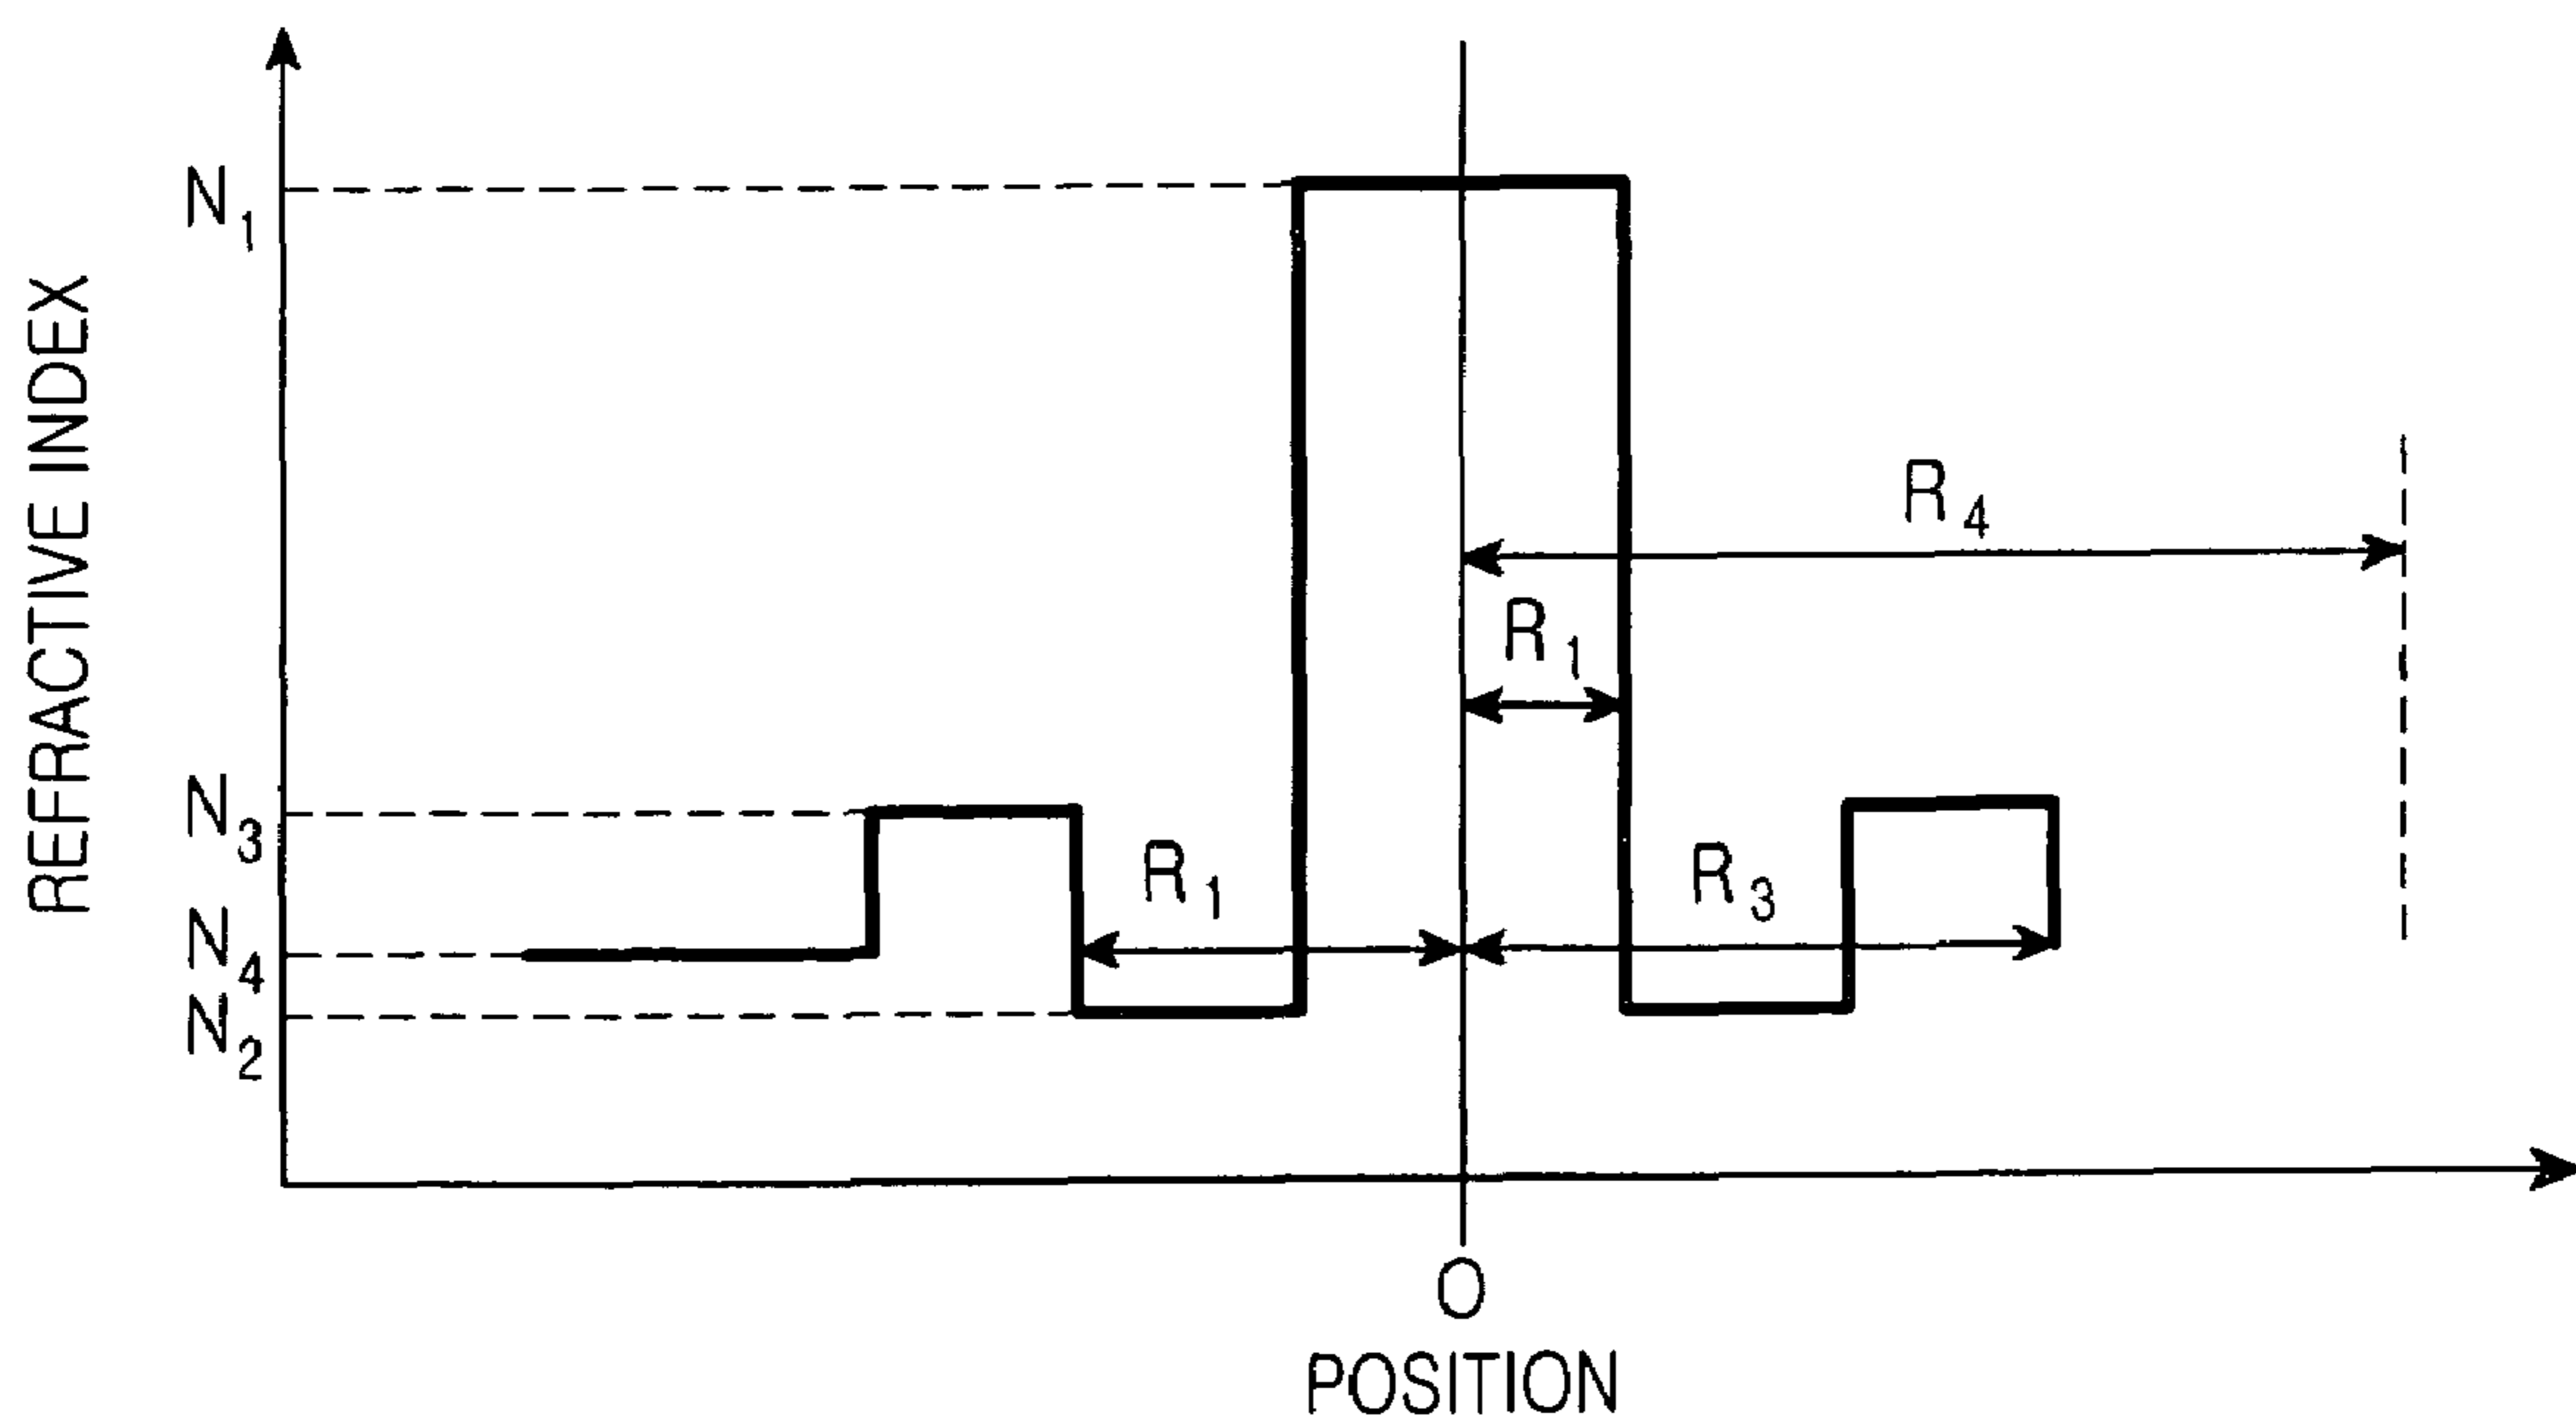 REFRACTIVE INDEX
N1
R4
R1
N3
R1
R3
N4
N2
O
POSITION